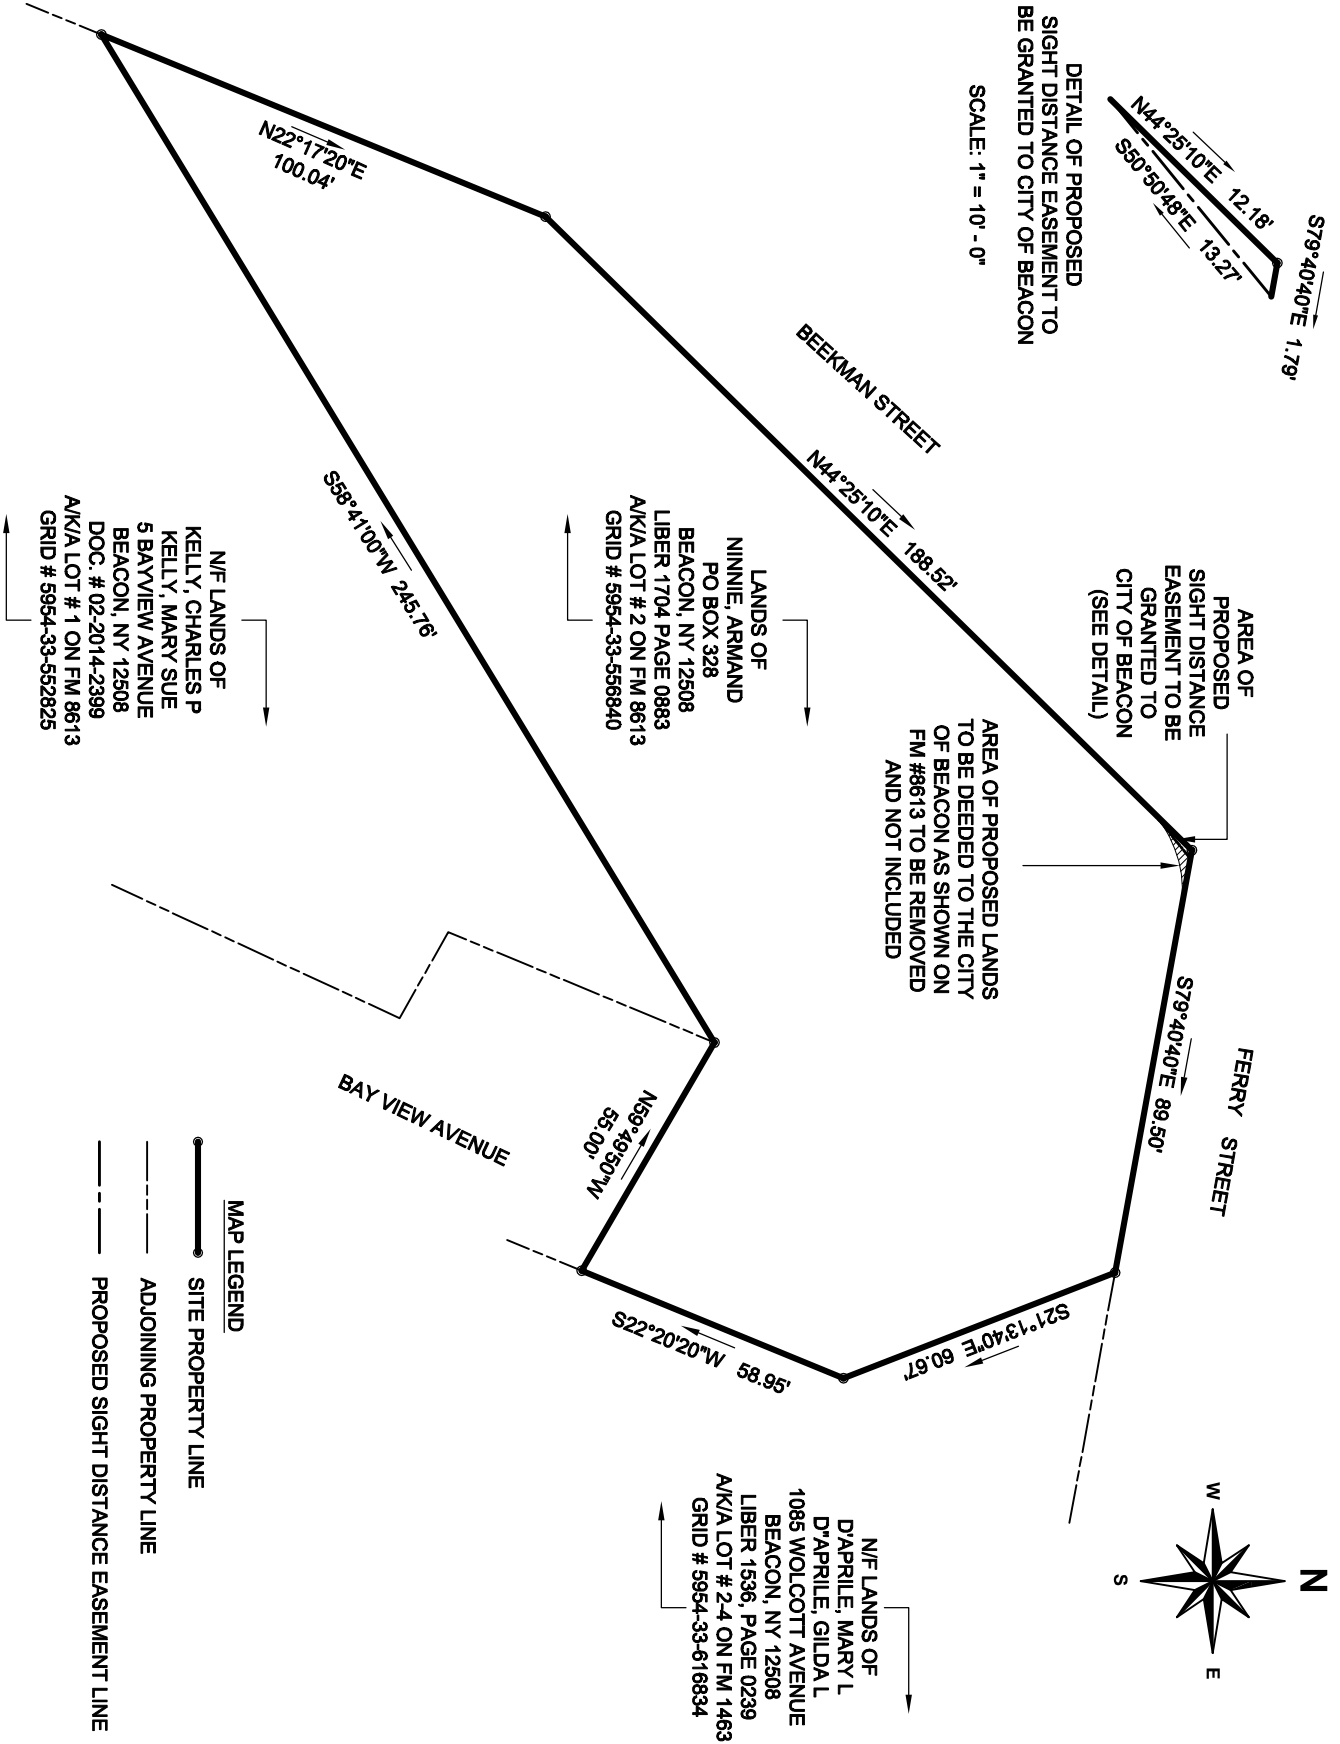 DETAIL OF PROPOSED
SIGHT DISTANCE EASEMENT TO
BE GRANTED TO CITY OF BEACON
SCALE: 1" = 10' - 0"
N44°25'10"E 12.18'
S79°40'40"E 1.79'
S50°50'48"E 13.27'
N22°17'20"E
100.04'
BEEKMAN STREET
N44°25'10"E 188.52'
AREA OF
PROPOSED
SIGHT DISTANCE
EASEMENT TO BE
GRANTED TO
CITY OF BEACON
(SEE DETAIL)
AREA OF PROPOSED LANDS
TO BE DEEDED TO THE CITY
OF BEACON AS SHOWN ON
FM #8613 TO BE REMOVED
AND NOT INCLUDED
FERRY STREET
S79°40'40"E 89.50'
LANDS OF
NINNIE, ARMAND
PO BOX 328
BEACON, NY 12508
LIBER 1704 PAGE 0883
A/K/A LOT # 2 ON FM 8613
GRID # 5954-33-556840
S58°41'00"W 245.76'
N/F LANDS OF
KELLY, CHARLES P
KELLY, MARY SUE
5 BAYVIEW AVENUE
BEACON, NY 12508
DOC. # 02-2014-2399
A/K/A LOT # 1 ON FM 8613
GRID # 5954-33-552825
BAY VIEW AVENUE
N59°49'50"W
55.00'
S22°20'20"W 58.95'
S21°13'40"E 60.67'
N/F LANDS OF
D'APRILE, MARY L
D"APRILE, GILDA L
1085 WOLCOTT AVENUE
BEACON, NY 12508
LIBER 1536, PAGE 0239
A/K/A LOT # 2-4 ON FM 1463
GRID # 5954-33-616834
N
W
E
S
MAP LEGEND
SITE PROPERTY LINE
ADJOINING PROPERTY LINE
PROPOSED SIGHT DISTANCE EASEMENT LINE